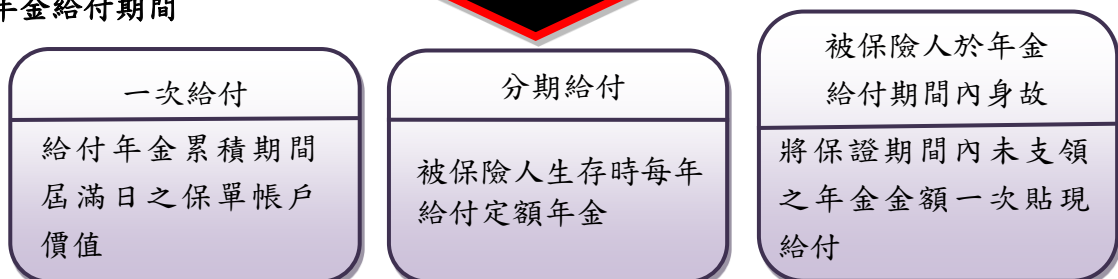 年金給付期間
一次給付
給付年金累積期間
屆滿日之保單帳戶
價值
分期給付
被保險人生存時每年
給付定額年金
被保險人於年金
給付期間內身故
將保證期間內未支領
之年金金額一次貼現
給付